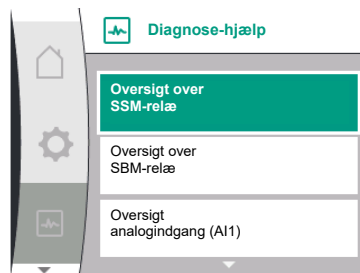 Diagnose-hjælp
Oversigt over
SSM-relæ
Oversigt over
SBM-relæ
Oversigt
analogindgang (AI1)